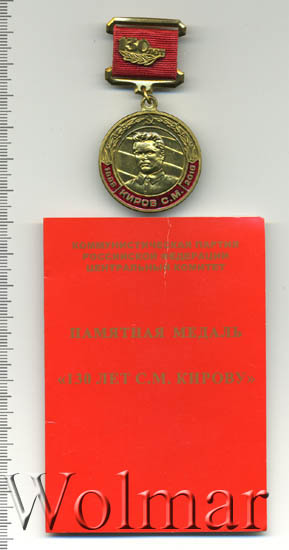 130 ЛЕТ
1886 КИРОВ С.М. 2016
КОММУНИСТИЧЕСКАЯ ПАРТИЯ
РОССИЙСКОЙ ФЕДЕРАЦИИ
ЦЕНТРАЛЬНЫЙ КОМИТЕТ
ПАМЯТНАЯ МЕДАЛЬ
«130 ЛЕТ С.М. КИРОВУ»
Wolmar